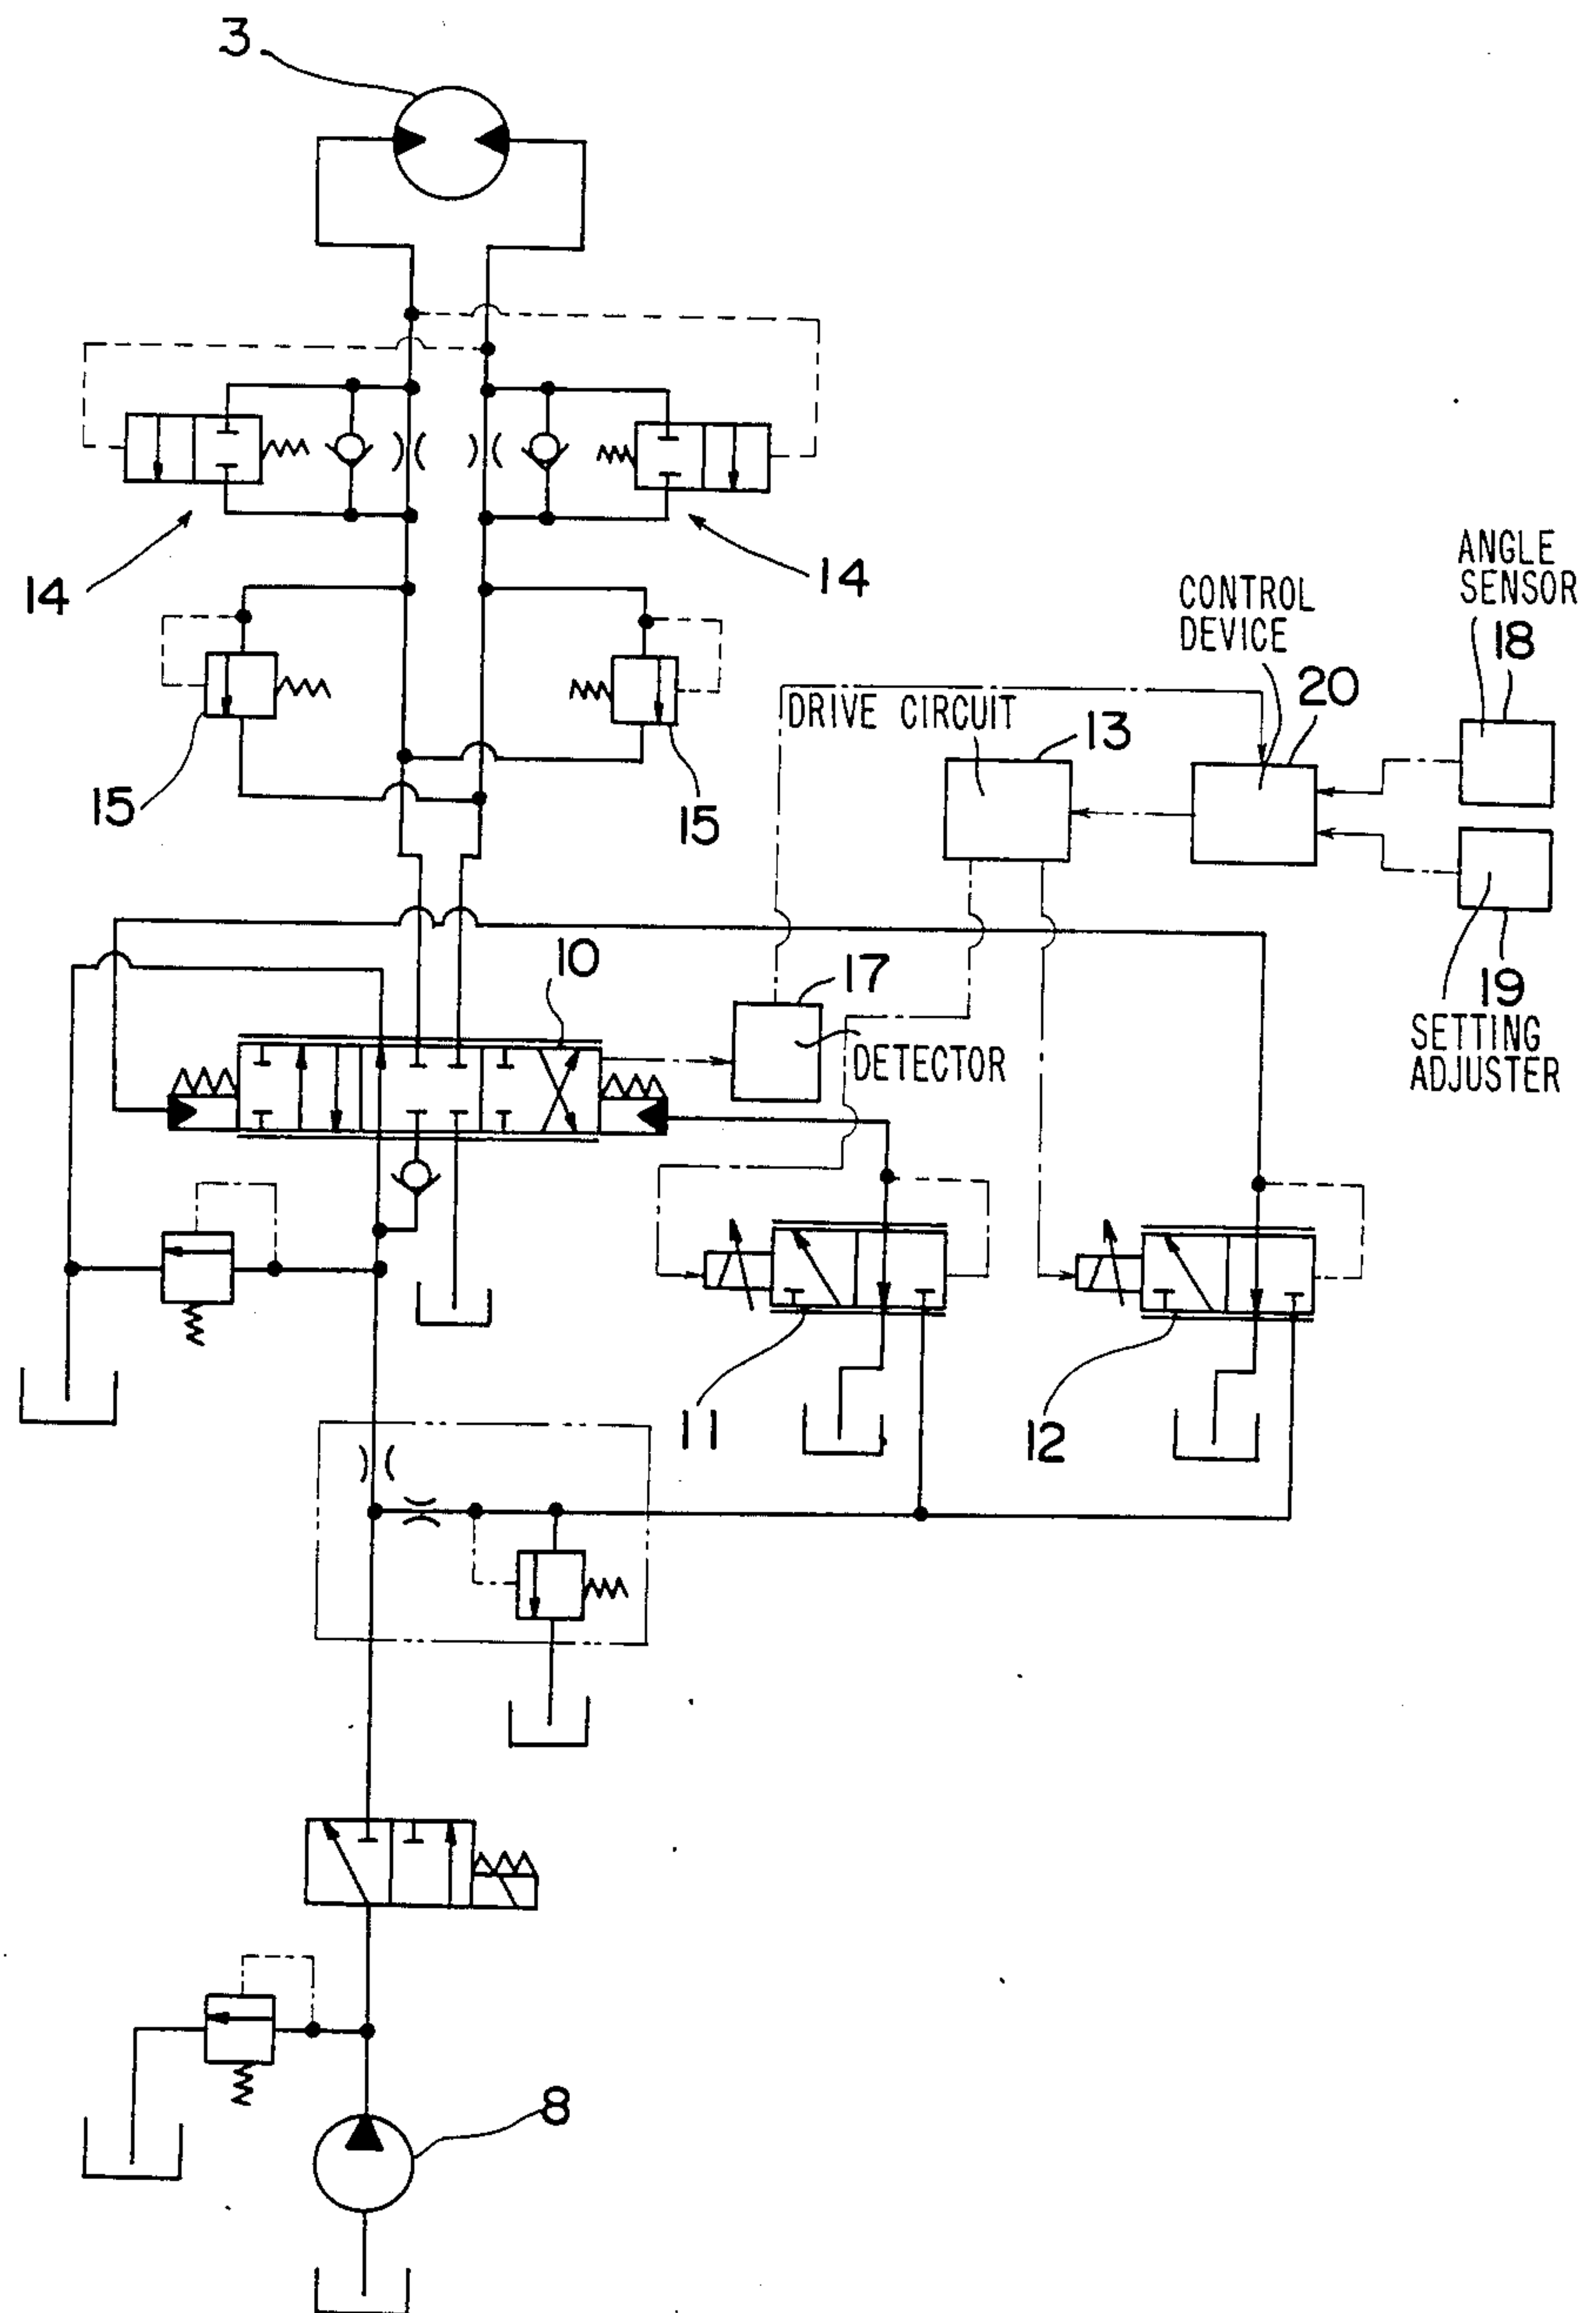 3
14
14
15
15
ANGLE
SENSOR
18
CONTROL
DEVICE
20
DRIVE CIRCUIT
13
19
SETTING
ADJUSTER
10
17
DETECTOR
11
12
8